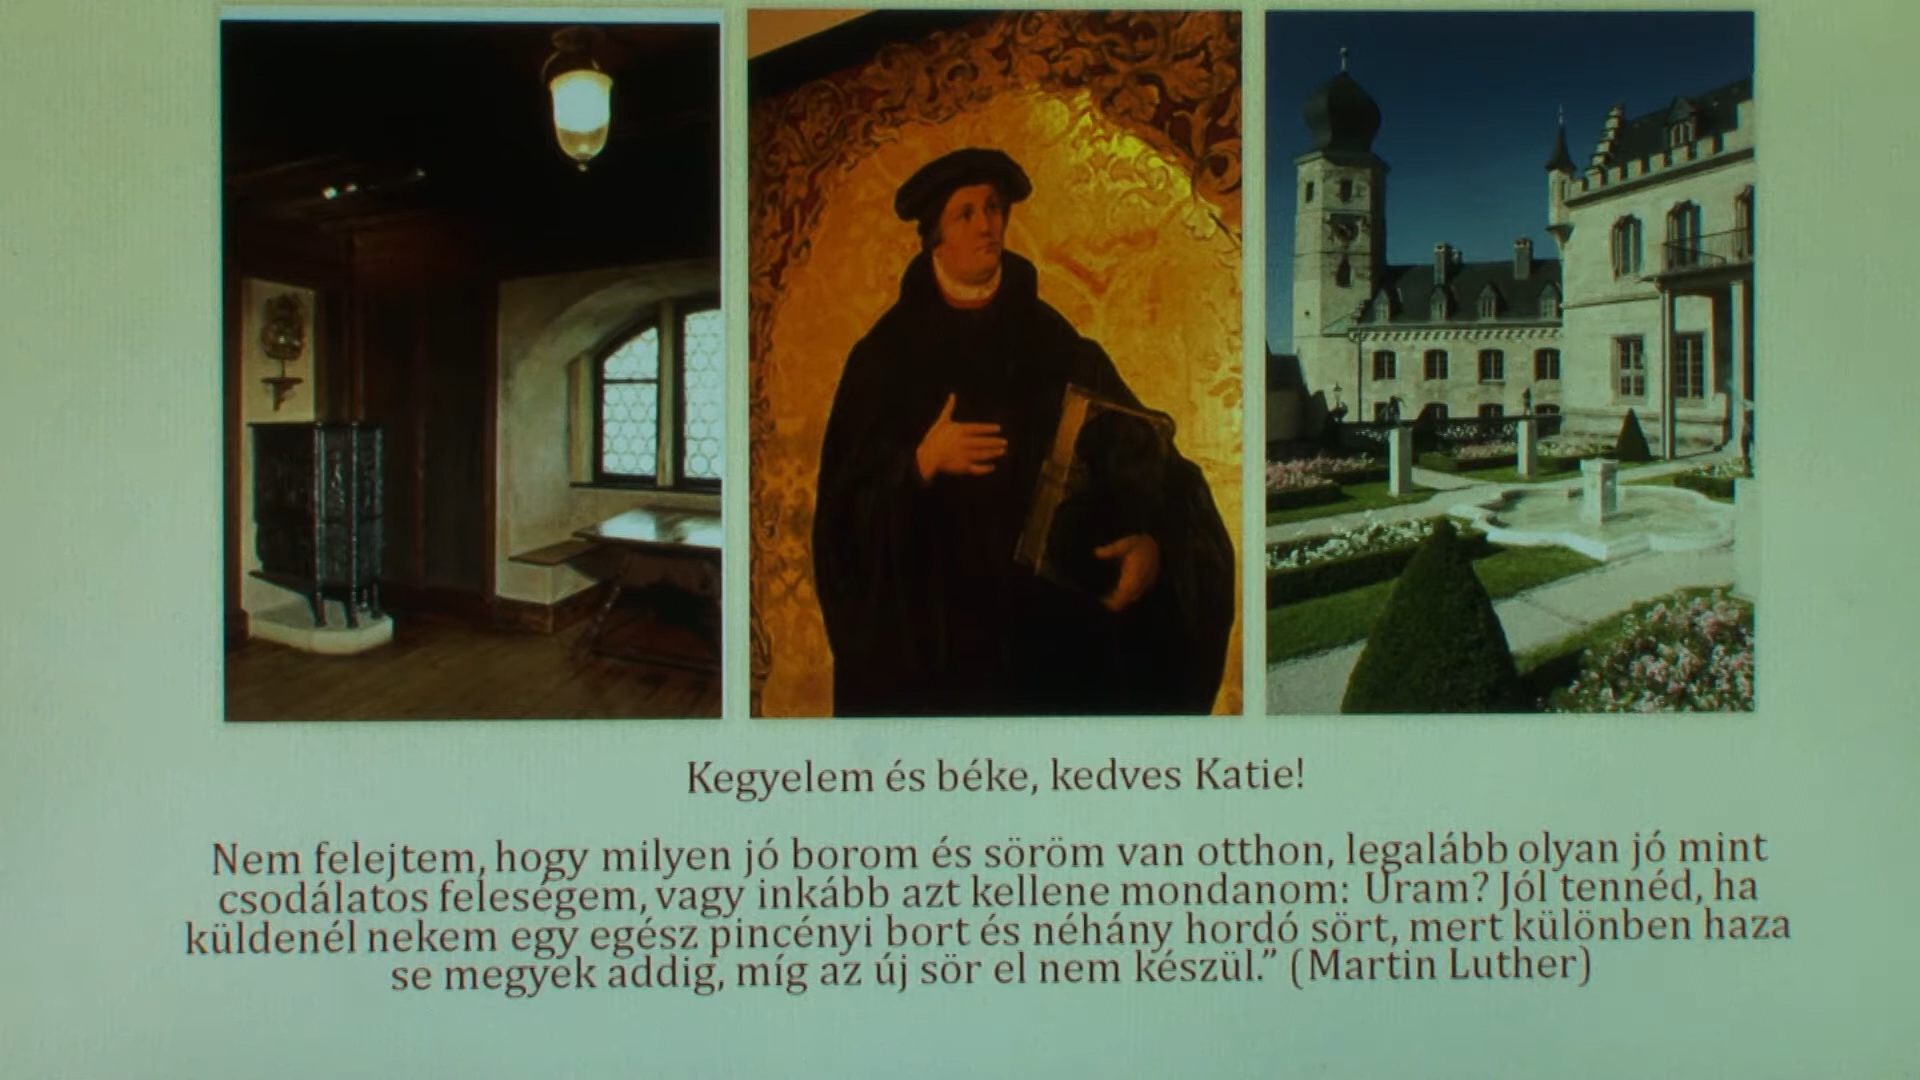 Kegyelem és béke, kedves Katie!
Nem felejtem, hogy milyen jó borom és söröm van otthon, legalább olyan jó mint
csodálatos feleségem, vagy inkább azt kellene mondanom: Uram? Jól tennéd, ha
küldenél nekem egy egész pincényi bort és néhány hordó sört, mert különben haza
se megyek addig, míg az új sör el nem készül.” (Martin Luther)